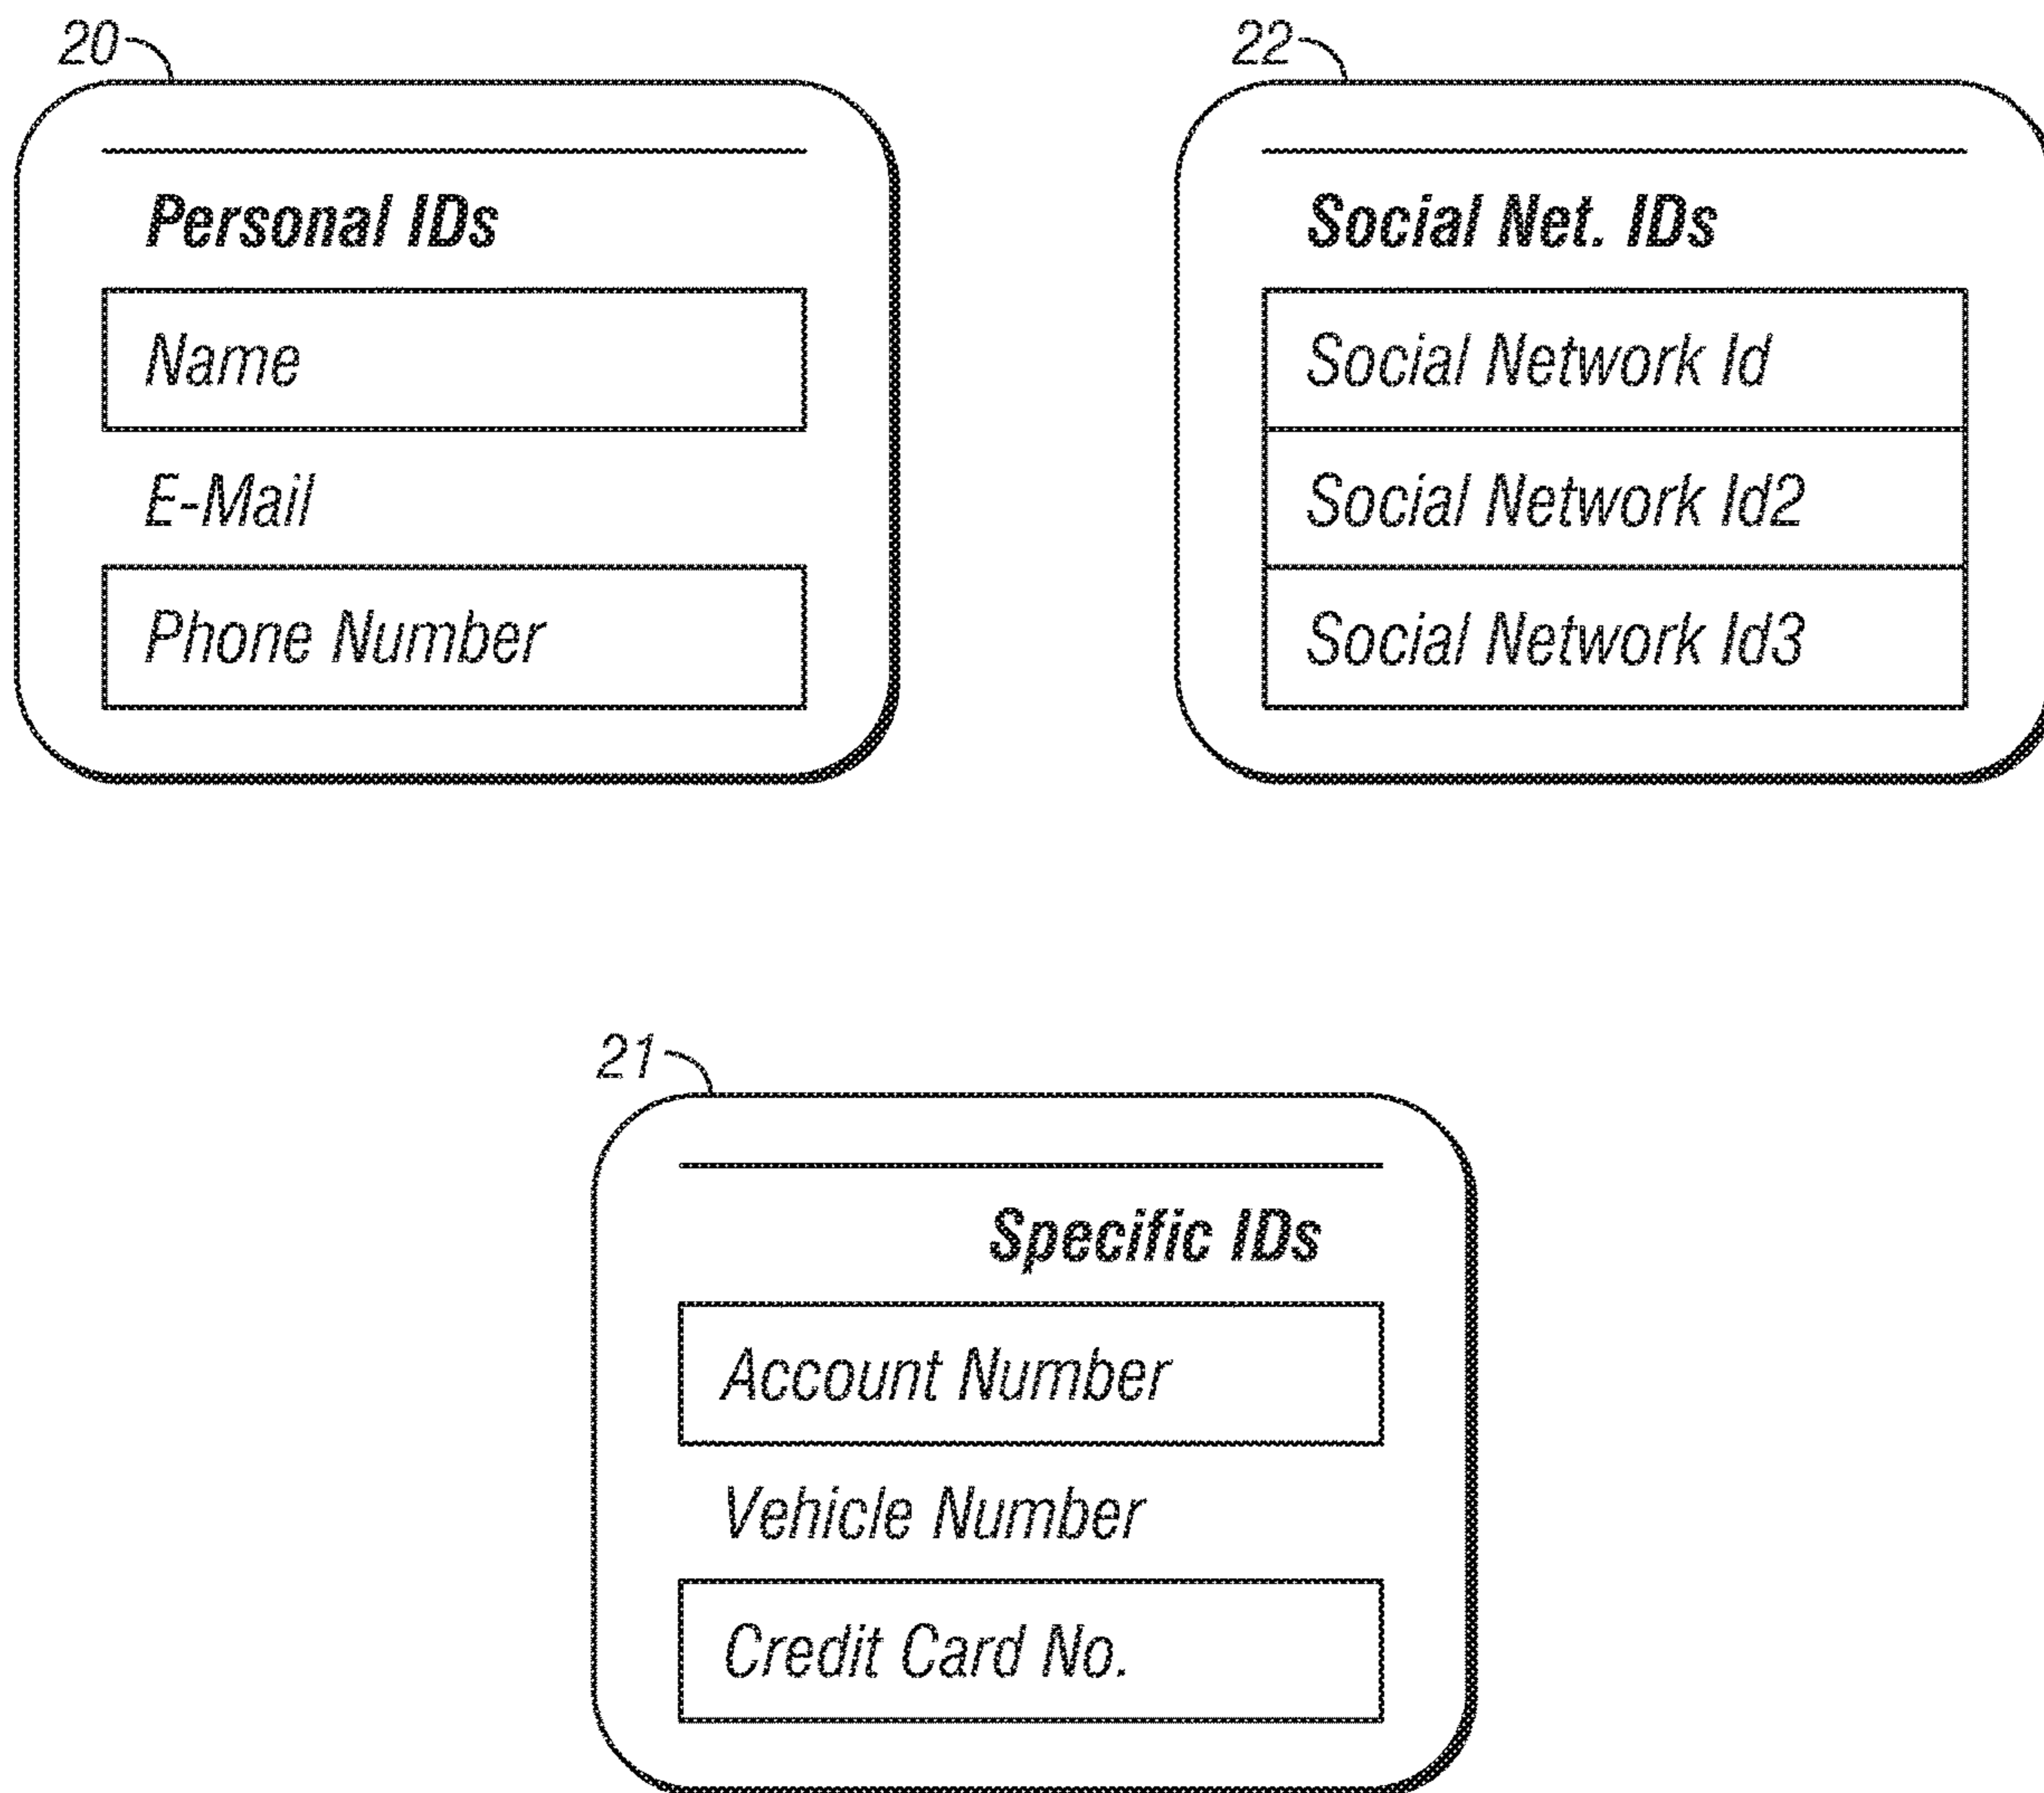 20
Personal IDs
Name
E-Mail
Phone Number
22
Social Net. IDs
Social Network Id
Social Network Id2
Social Network Id3
21
Specific IDs
Account Number
Vehicle Number
Credit Card No.